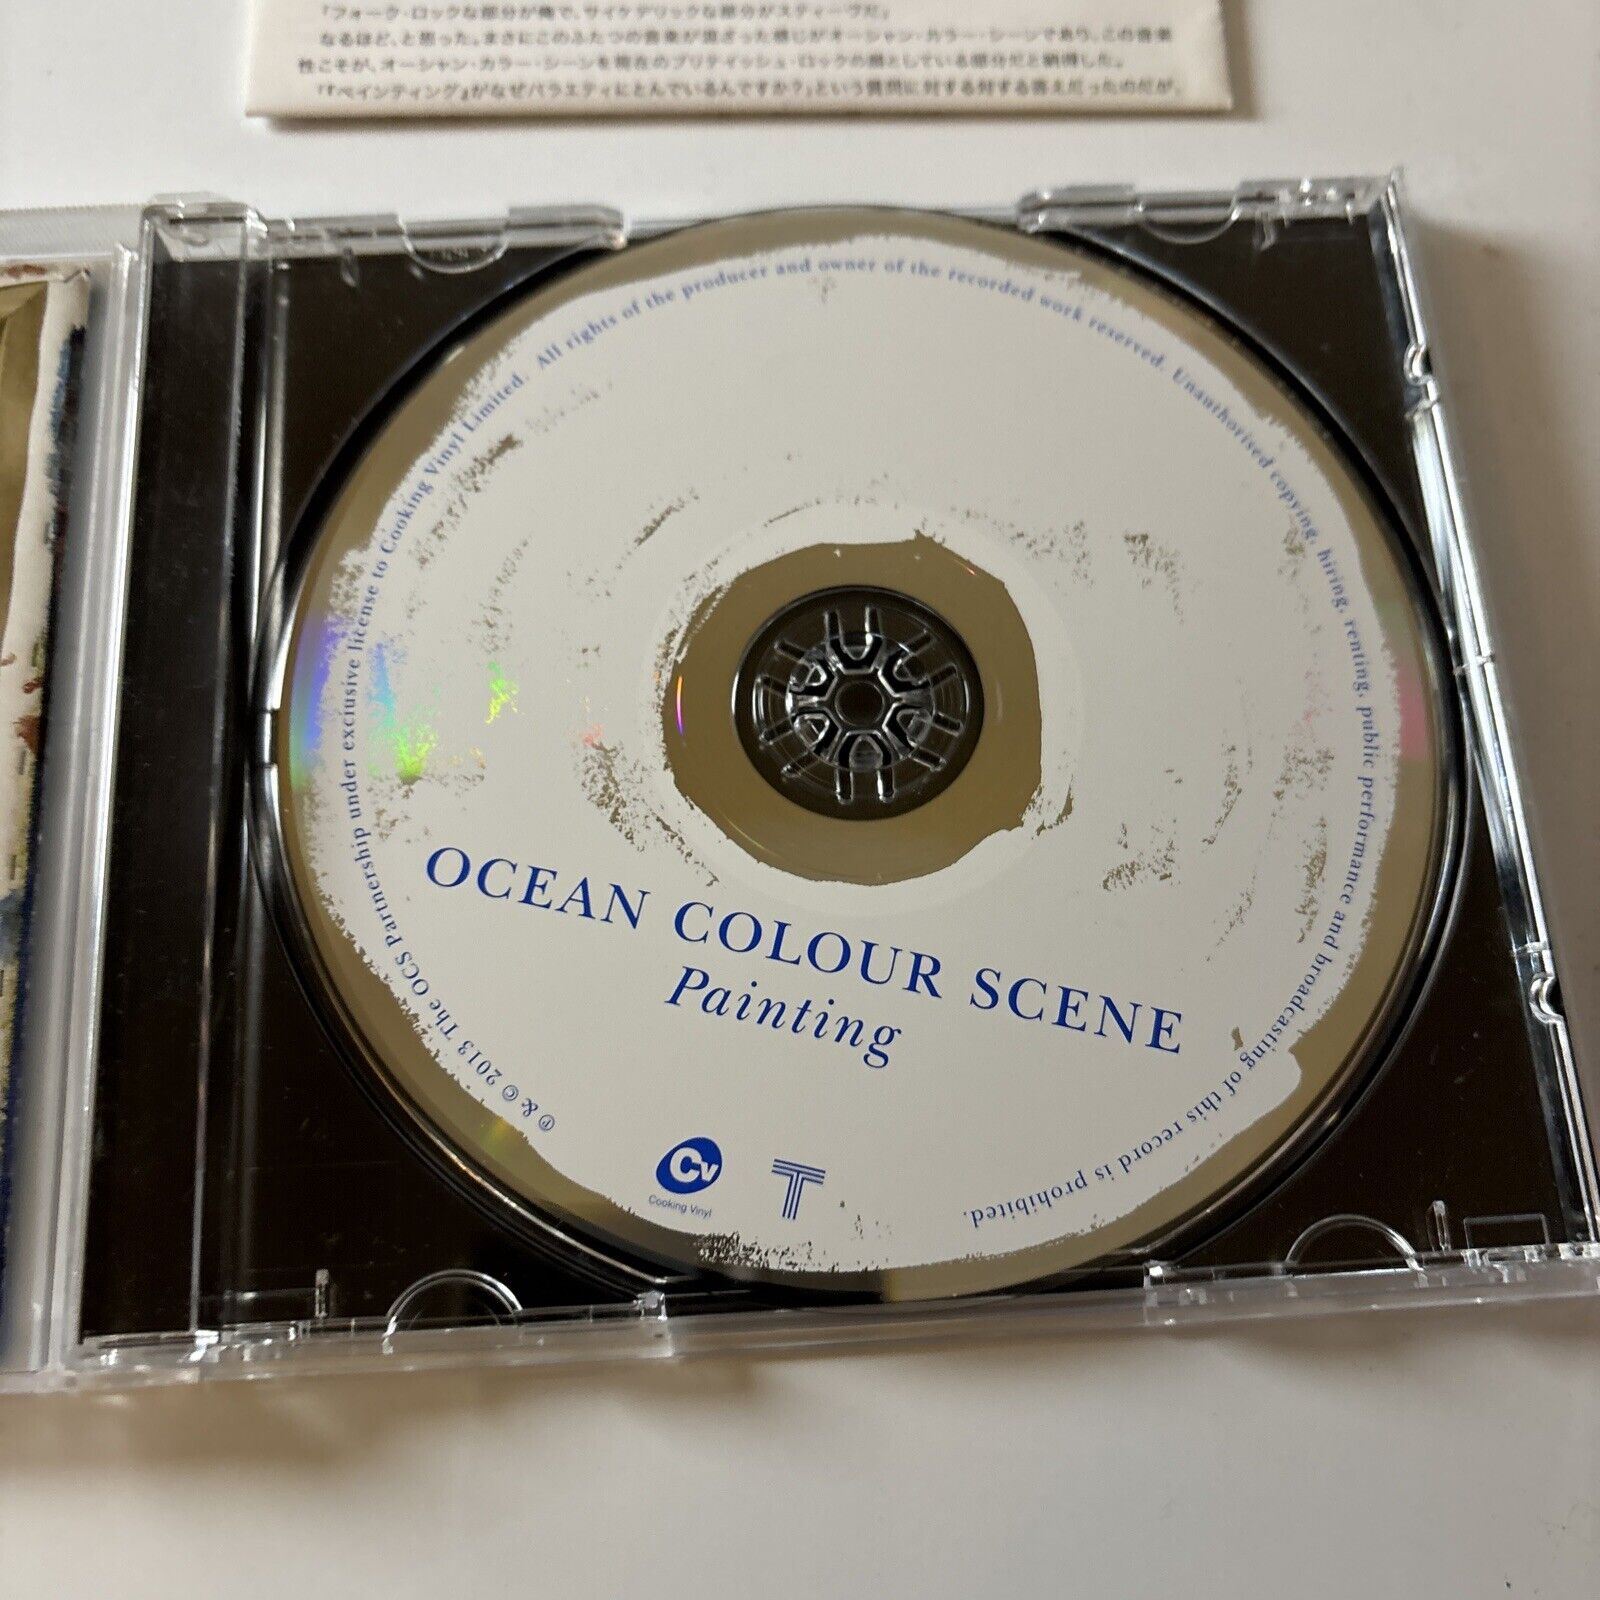 「フォーク・ロックな部分が俺で、サイケデリックな部分がスティーヴだ」
なるほど、と思った。まさにこのふたつの音楽が混ざった感じがオーシャン・カラー・シーンであり、この音楽
性こそが、オーシャン・カラー・シーンを現在のブリティッシュ・ロックの顔としている部分だと納得した。
「『ペインティング』がなぜバラエティにとんでいるんですか？」という質問に対する対する答えだったのだが、
℗ & © 2013 The OCS Partnership under exclusive license to Cooking Vinyl Limited. All rights of the producer and owner of the recorded work reserved. Unauthorised copying, hiring, renting, public performance and broadcasting of this record is prohibited.
OCEAN COLOUR SCENE
Painting
Cv
Cooking Vinyl
T